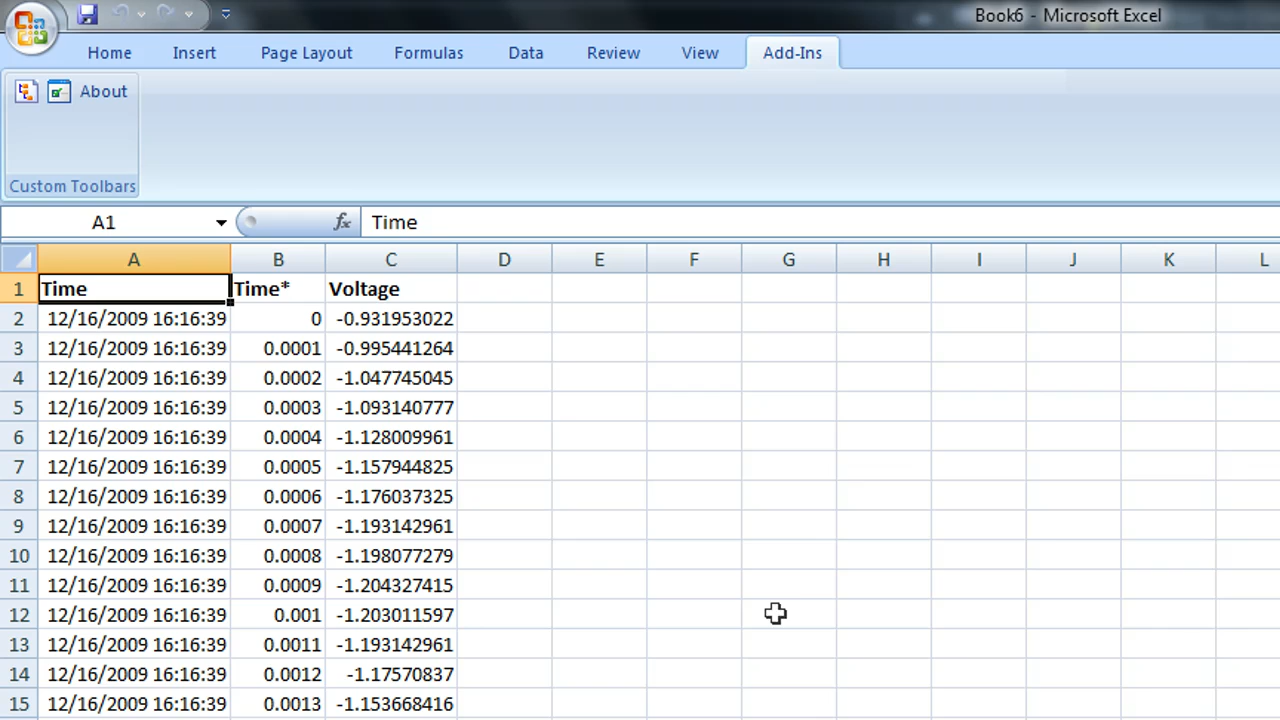 Book6 - Microsoft Excel
Home Insert Page Layout Formulas Data Review View Add-Ins
About
Custom Toolbars
A1 fx Time
A B C D E F G H I J K L
1 Time Time* Voltage
2 12/16/2009 16:16:39 0 -0.931953022
3 12/16/2009 16:16:39 0.0001 -0.995441264
4 12/16/2009 16:16:39 0.0002 -1.047745045
5 12/16/2009 16:16:39 0.0003 -1.093140777
6 12/16/2009 16:16:39 0.0004 -1.128009961
7 12/16/2009 16:16:39 0.0005 -1.157944825
8 12/16/2009 16:16:39 0.0006 -1.176037325
9 12/16/2009 16:16:39 0.0007 -1.193142961
10 12/16/2009 16:16:39 0.0008 -1.198077279
11 12/16/2009 16:16:39 0.0009 -1.204327415
12 12/16/2009 16:16:39 0.001 -1.203011597
13 12/16/2009 16:16:39 0.0011 -1.193142961
14 12/16/2009 16:16:39 0.0012 -1.17570837
15 12/16/2009 16:16:39 0.0013 -1.153668416